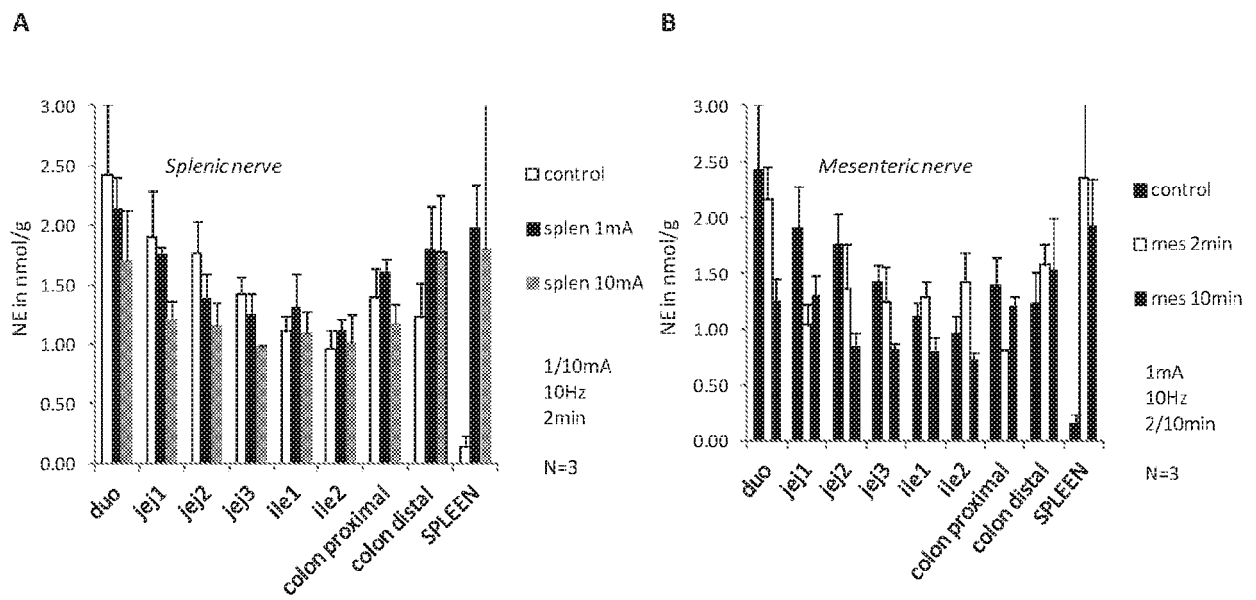 A
NE in nmol/g
3.00
2.50
2.00
1.50
1.00
0.50
0.00
Splenic nerve
control
splen 1mA
splen 10mA
1/10mA
10Hz
2min
N=3
duo
jej1
jej2
jej3
ile1
ile2
colon proximal
colon distal
SPLEEN
B
NE in nmol/g
3.00
2.50
2.00
1.50
1.00
0.50
0.00
Mesenteric nerve
control
mes 2min
mes 10min
1mA
10Hz
2/10min
N=3
duo
jej1
jej2
jej3
ile1
ile2
colon proximal
colon distal
SPLEEN